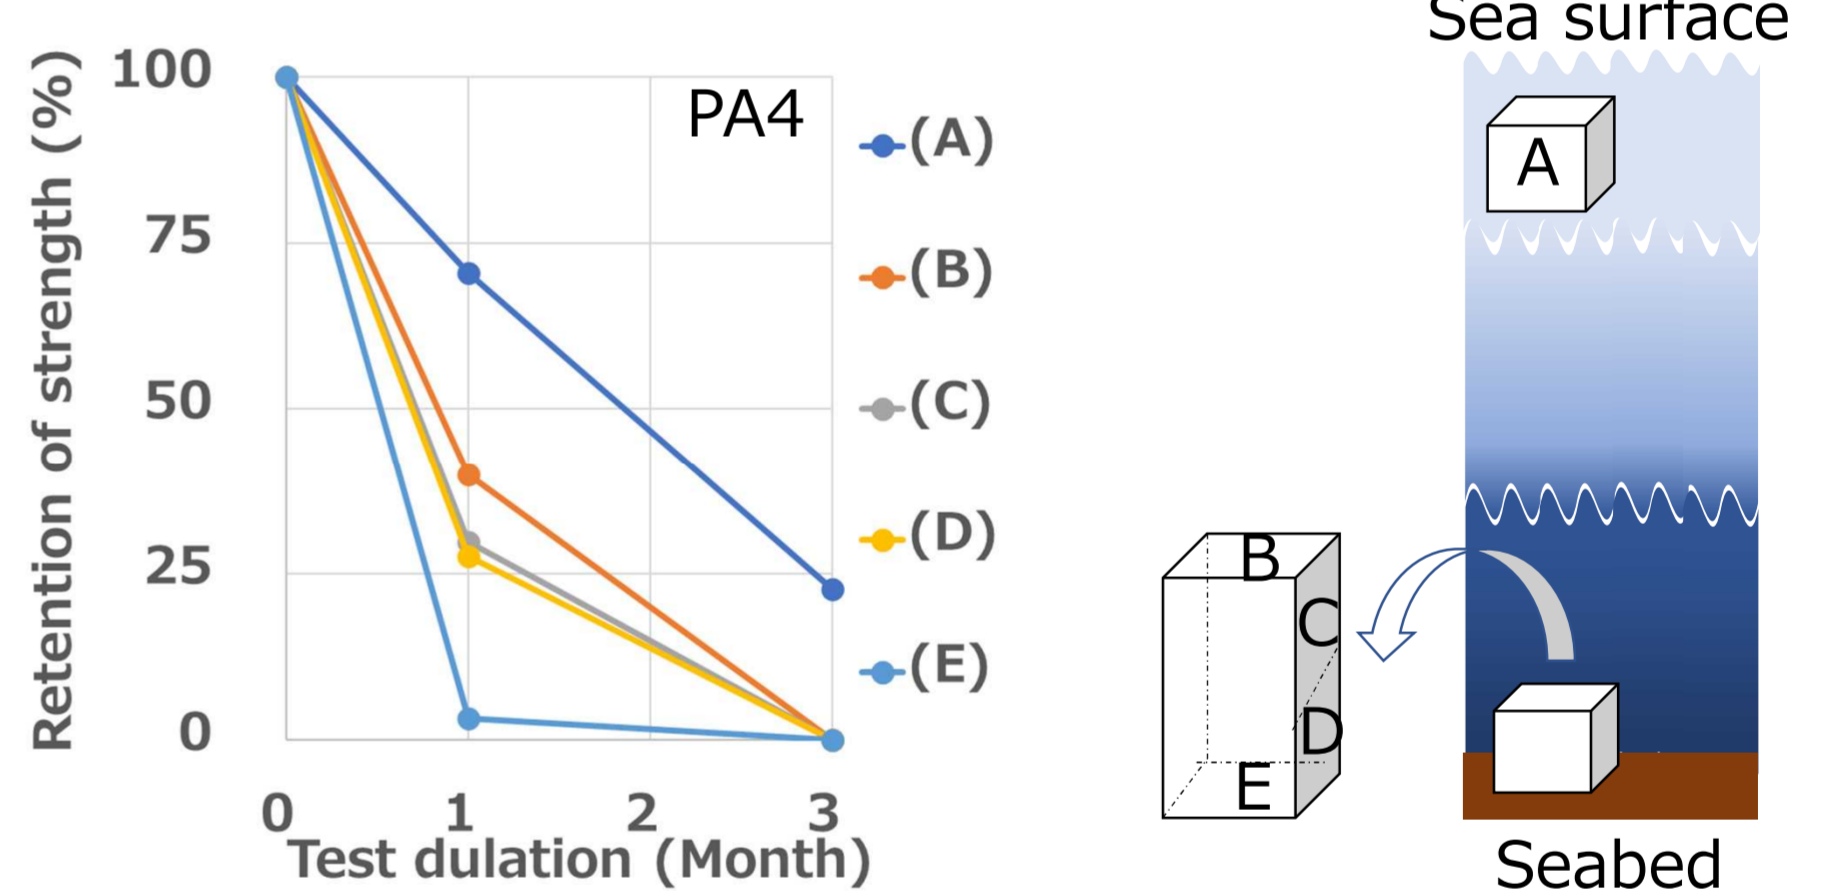 Sea surface
Retention of strength (%)
100
75
50
25
0
PA4
(A)
(B)
(C)
(D)
(E)
0 1 2 3
Test dulation (Month)
A
B
C
D
E
Seabed